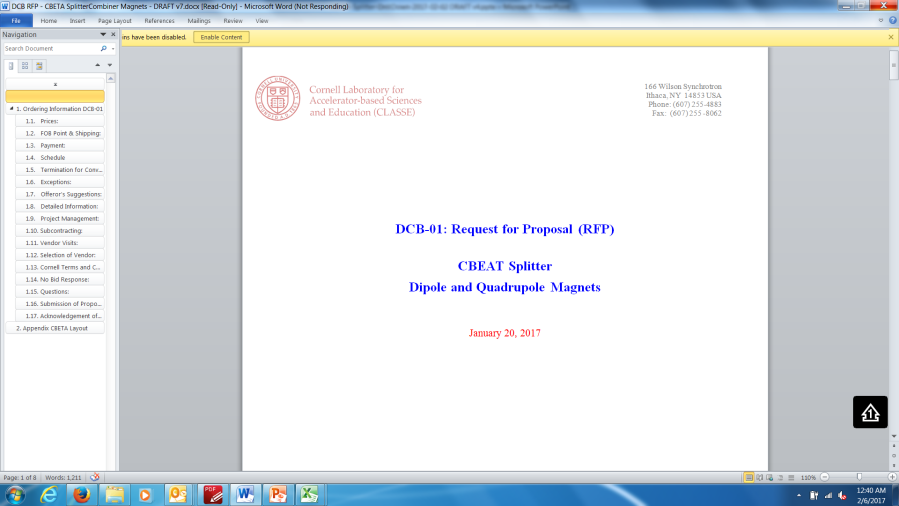 DCB RFP - CBETA SplitterCombiner Magnets - DRAFT v7.docx [Read-Only] - Microsoft Word (Not Responding)
File Home Insert Page Layout References Mailings Review View
Navigation
ns have been disabled. Enable Content
Search Document
1. Ordering Information DCB-01
1.1. Prices:
1.2. FOB Point & Shipping:
1.3. Payment:
1.4. Schedule
1.5. Termination for Conv...
1.6. Exceptions:
1.7. Offeror's Suggestions:
1.8. Detailed Information:
1.9. Project Management:
1.10. Subcontracting:
1.11. Vendor Visits:
1.12. Selection of Vendor:
1.13. Cornell Terms and C...
1.14. No Bid Response:
1.15. Questions:
1.16. Submission of Propo...
1.17. Acknowledgement of...
2. Appendix CBETA Layout
Cornell Laboratory for
Accelerator-based Sciences
and Education (CLASSE)
166 Wilson Synchrotron
Ithaca, NY 14853 USA
Phone: (607) 255-4883
Fax: (607) 255-8062
DCB-01: Request for Proposal (RFP)
CBEAT Splitter
Dipole and Quadrupole Magnets
January 20, 2017
1
Page: 1 of 8 Words: 1,211
110%
PDF
12:40 AM
2/6/2017